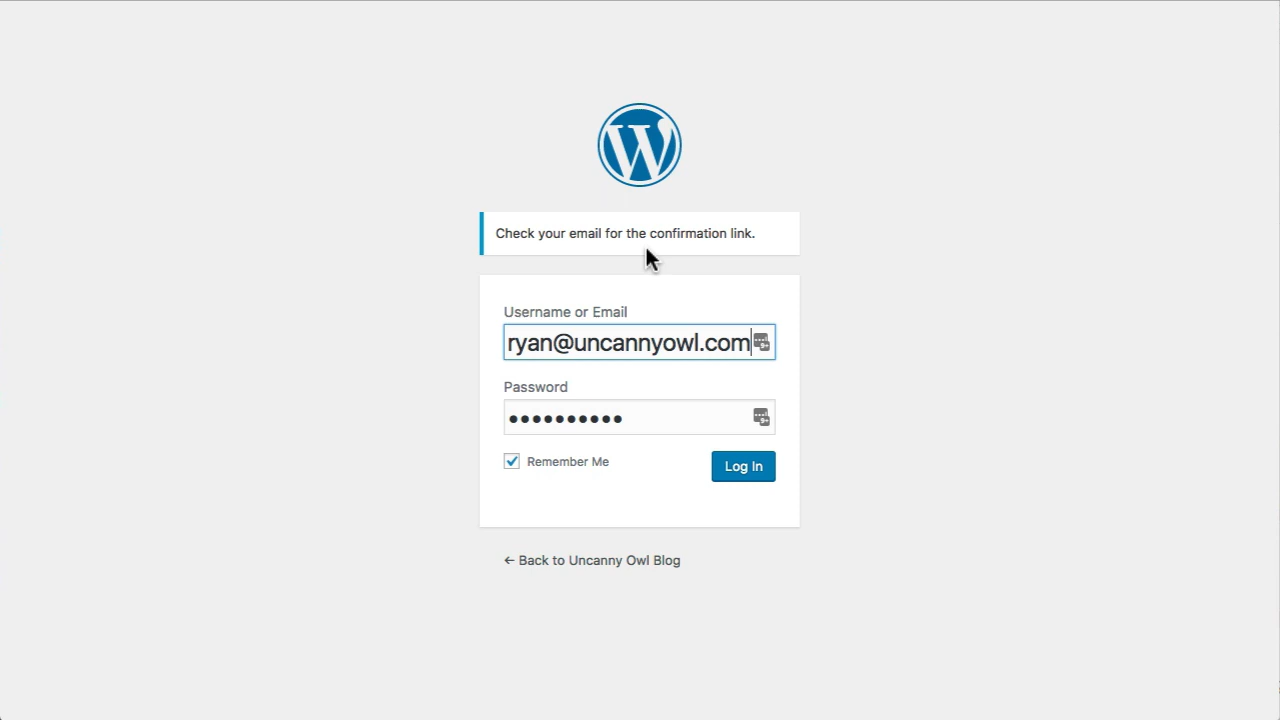 Check your email for the confirmation link.
Username or Email
ryan@uncannyowl.com
Password
Remember Me
Log In
← Back to Uncanny Owl Blog